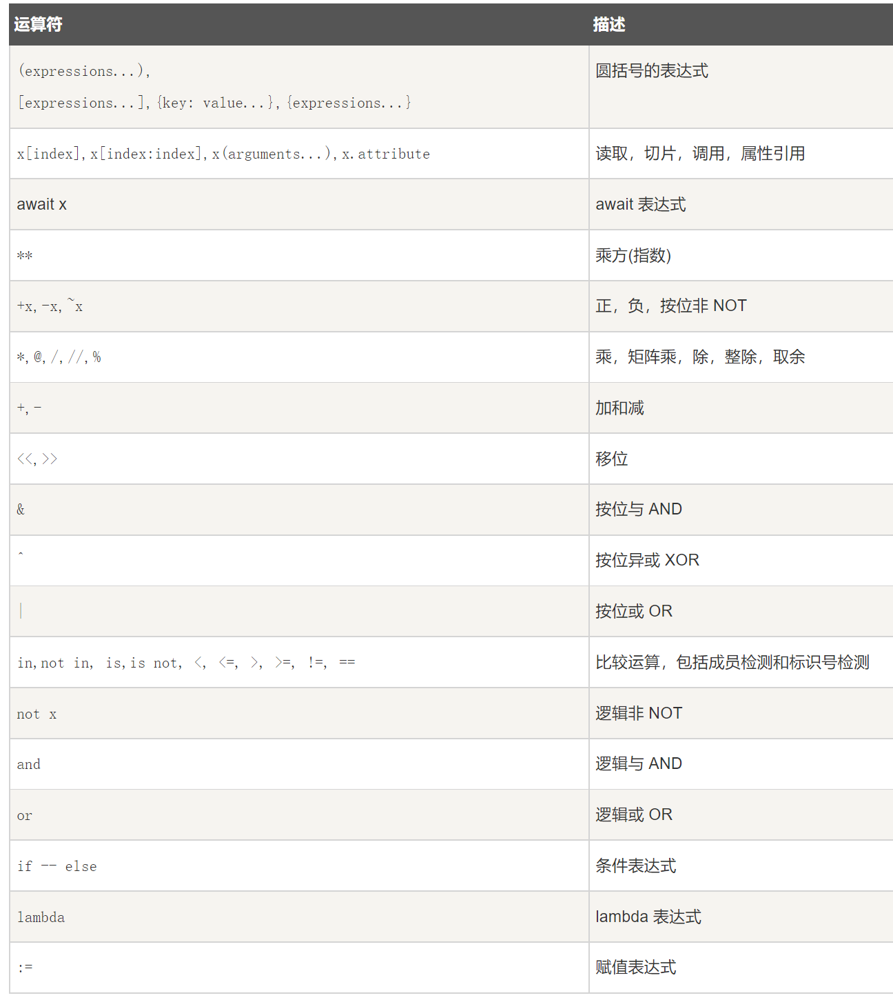 运算符 描述
(expressions...), 圆括号的表达式
[expressions...],{key: value...},{expressions...}
x[index],x[index:index],x(arguments...),x.attribute 读取，切片，调用，属性引用
await x await 表达式
** 乘方(指数)
+x,-x,~x 正，负，按位非 NOT
*,@,/,//,% 乘，矩阵乘，除，整除，取余
+,- 加和减
<<,>> 移位
& 按位与 AND
^ 按位异或 XOR
| 按位或 OR
in,not in, is,is not, <, <=, >, >=, !=, == 比较运算，包括成员检测和标识号检测
not x 逻辑非 NOT
and 逻辑与 AND
or 逻辑或 OR
if -- else 条件表达式
lambda lambda 表达式
:= 赋值表达式